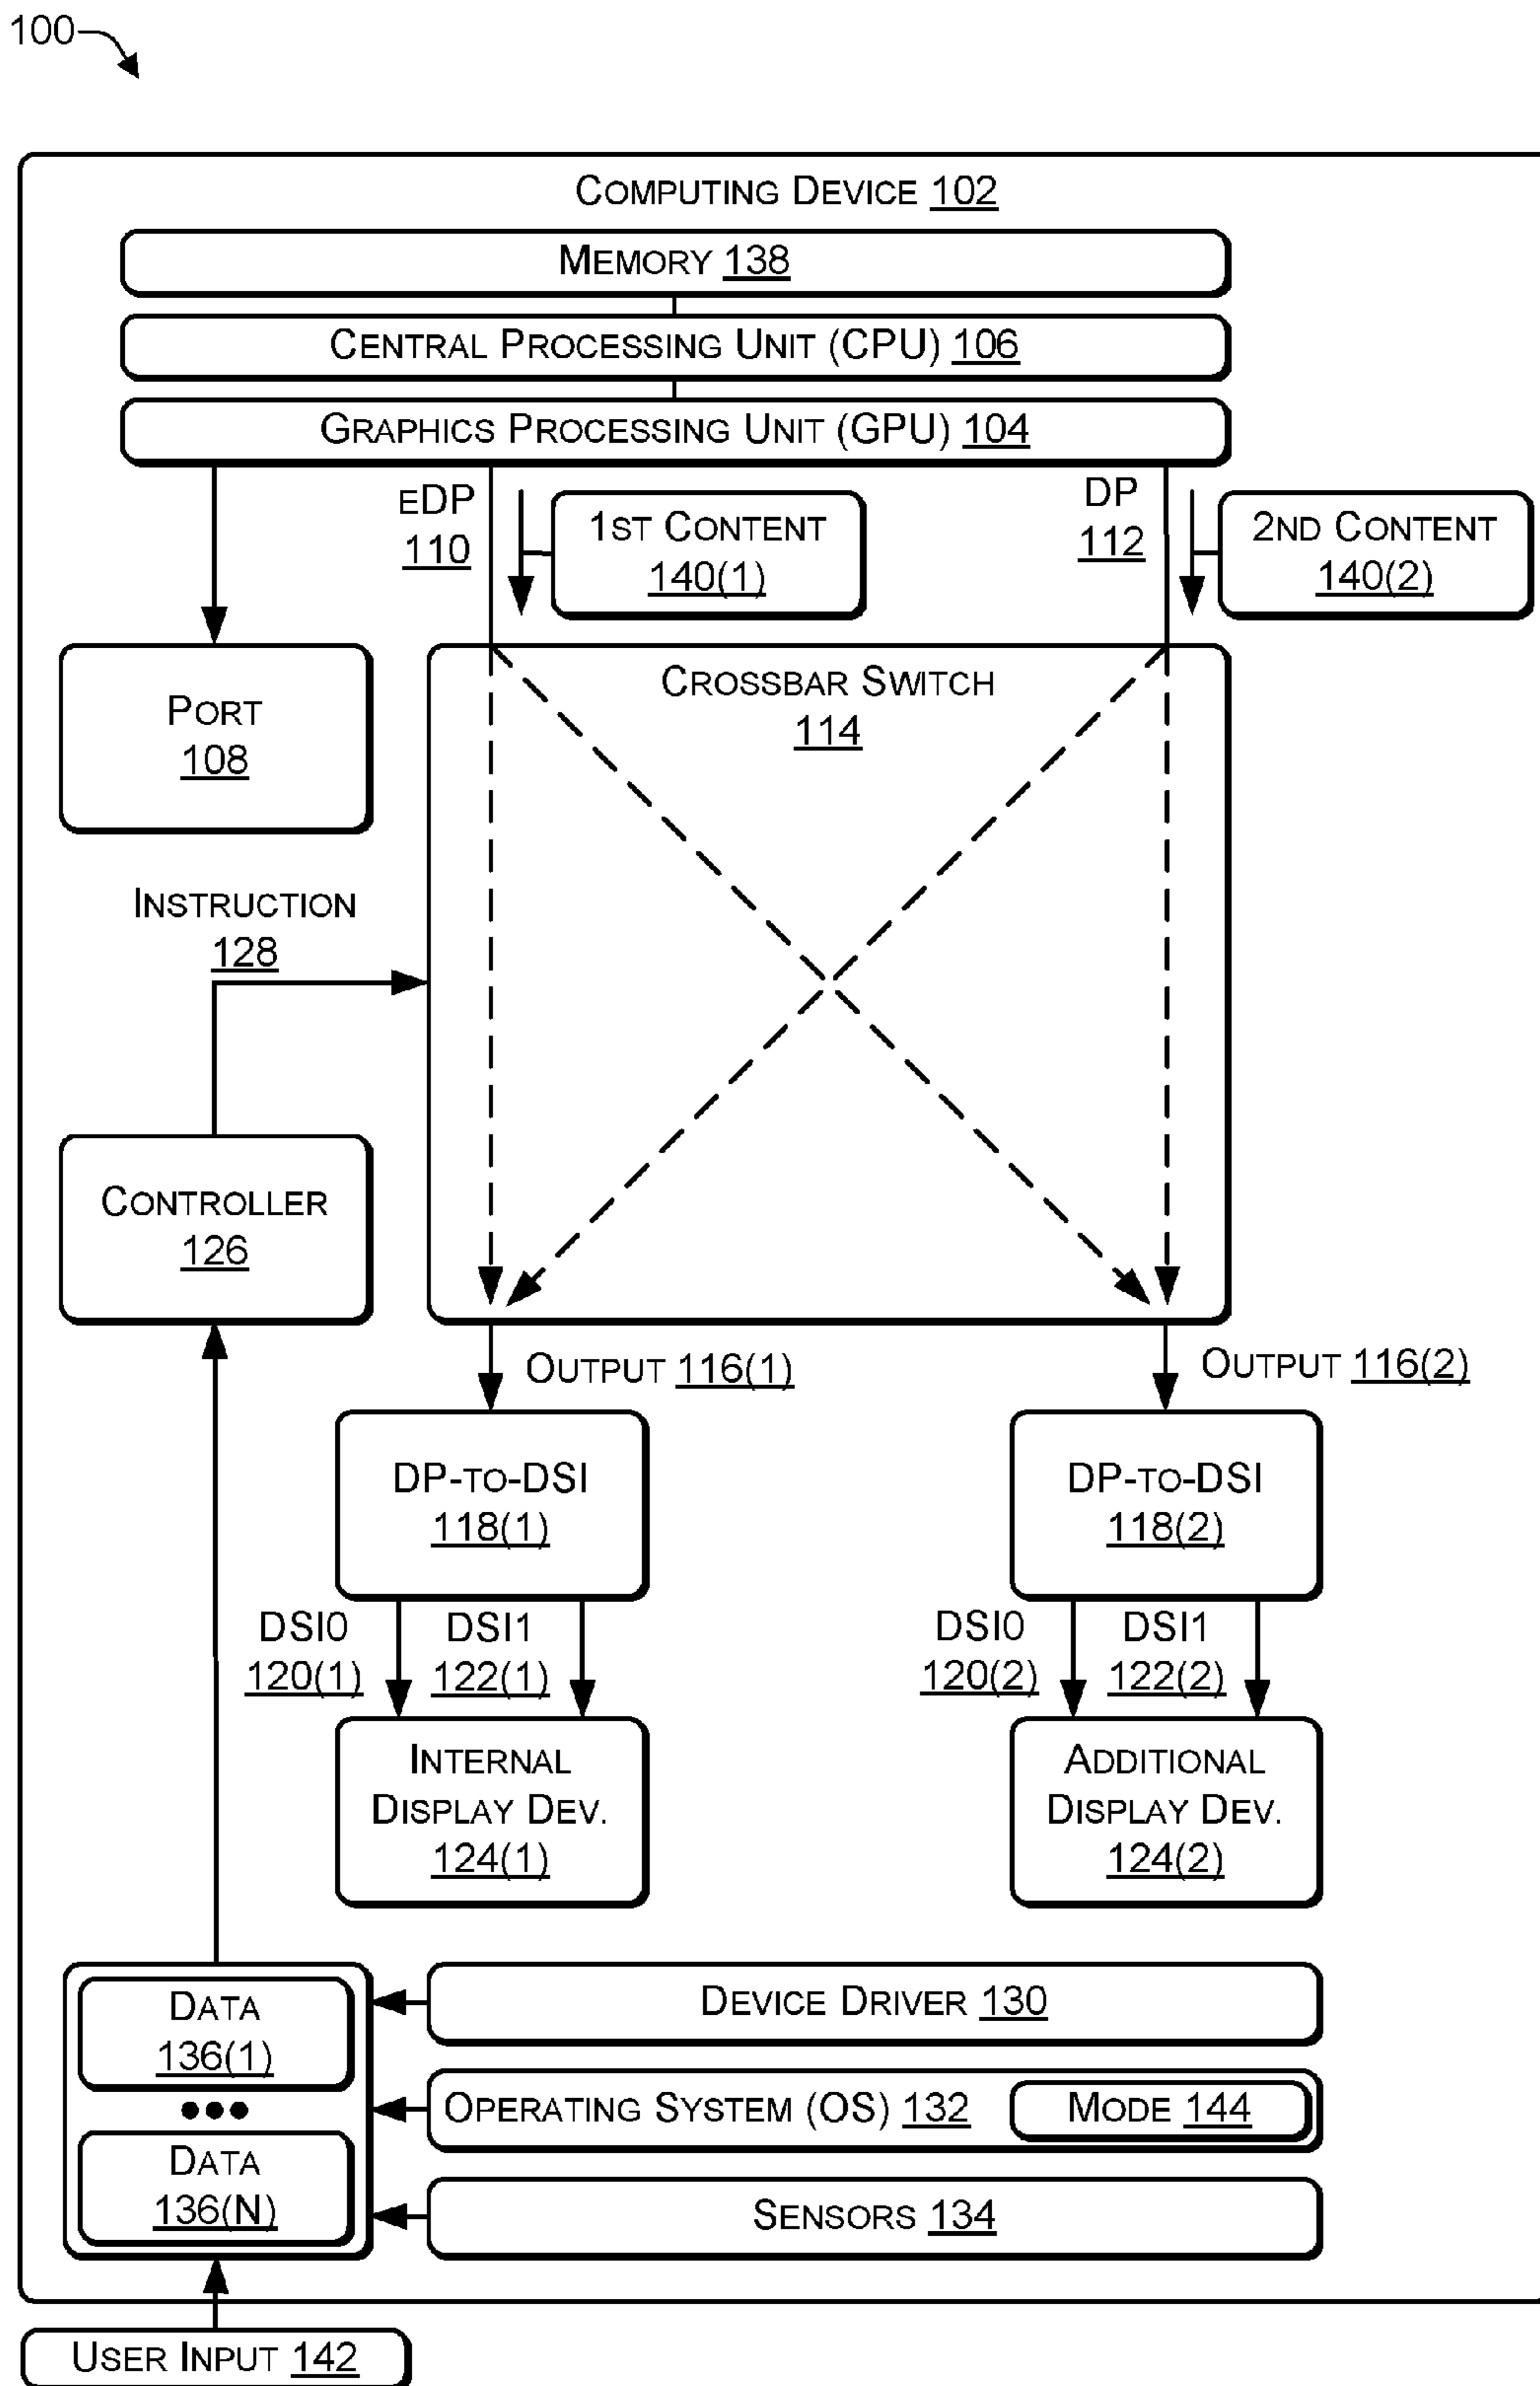 100
Computing Device 102
Memory 138
Central Processing Unit (CPU) 106
Graphics Processing Unit (GPU) 104
eDP
110
1st Content
140(1)
DP
112
2nd Content
140(2)
Port
108
Crossbar Switch
114
Instruction
128
Controller
126
Output 116(1)
Output 116(2)
DP-to-DSI
118(1)
DP-to-DSI
118(2)
DSI0
120(1)
DSI1
122(1)
DSI0
120(2)
DSI1
122(2)
Internal
Display Dev.
124(1)
Additional
Display Dev.
124(2)
Data
136(1)
Device Driver 130
Operating System (OS) 132
Mode 144
Data
136(N)
Sensors 134
User Input 142